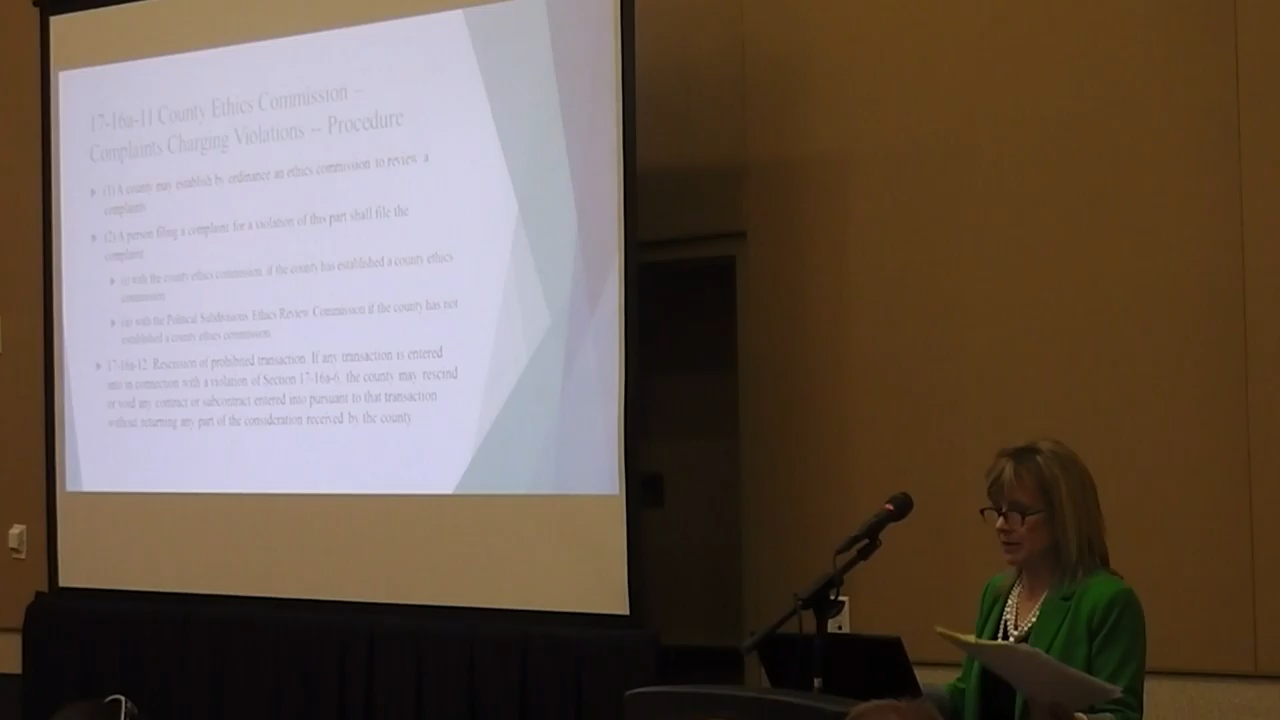 17-16a-11 County Ethics Commission –
Complaints Charging Violations -- Procedure
(1) A county may establish by ordinance an ethics commission to review a
complaints
(2) A person filing a complaint for a violation of this part shall file the
complaint
(i) with the county ethics commission, if the county has established a county ethics
commission
(ii) with the Political Subdivisions Ethics Review Commission if the county has not
established a county ethics commission.
17-16a-12. Rescission of prohibited transaction. If any transaction is entered
into in connection with a violation of Section 17-16a-6, the county may rescind
or void any contract or subcontract entered into pursuant to that transaction
without returning any part of the consideration received by the county